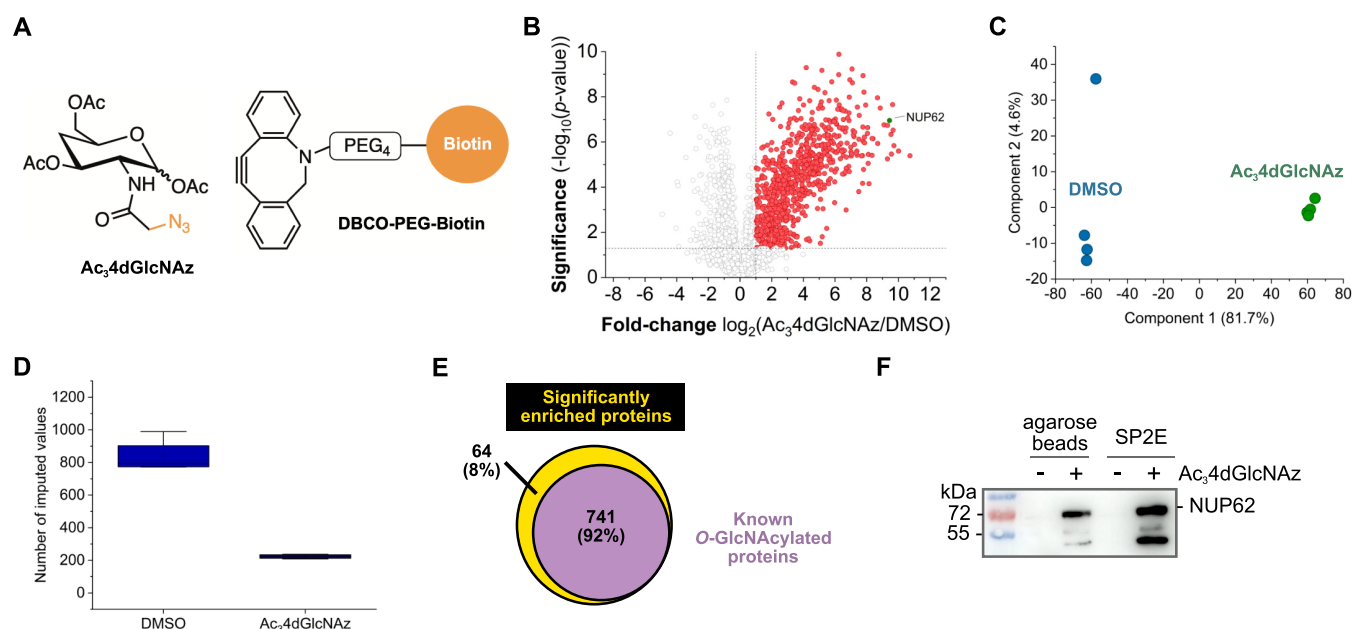 A
OAc
O
AcO
NH
OAc
O
N₃
Ac₃4dGlcNAz
N
PEG₄
Biotin
DBCO-PEG-Biotin
B
Significance (-log₁₀(p-value))
10
8
6
4
2
0
NUP62
-8 -6 -4 -2 0 2 4 6 8 10 12
Fold-change log₂(Ac₃4dGlcNAz/DMSO)
C
Component 2 (4.6%)
40
30
20
10
0
-10
-20
DMSO
Ac₃4dGlcNAz
-80 -60 -40 -20 0 20 40 60 80
Component 1 (81.7%)
D
Number of imputed values
1200
1000
800
600
400
200
0
DMSO Ac₃4dGlcNAz
E
Significantly
enriched proteins
64
(8%)
741
(92%)
Known
O-GlcNAcylated
proteins
F
agarose
beads
SP2E
- + - + Ac₃4dGlcNAz
kDa
72 -
55 -
- NUP62